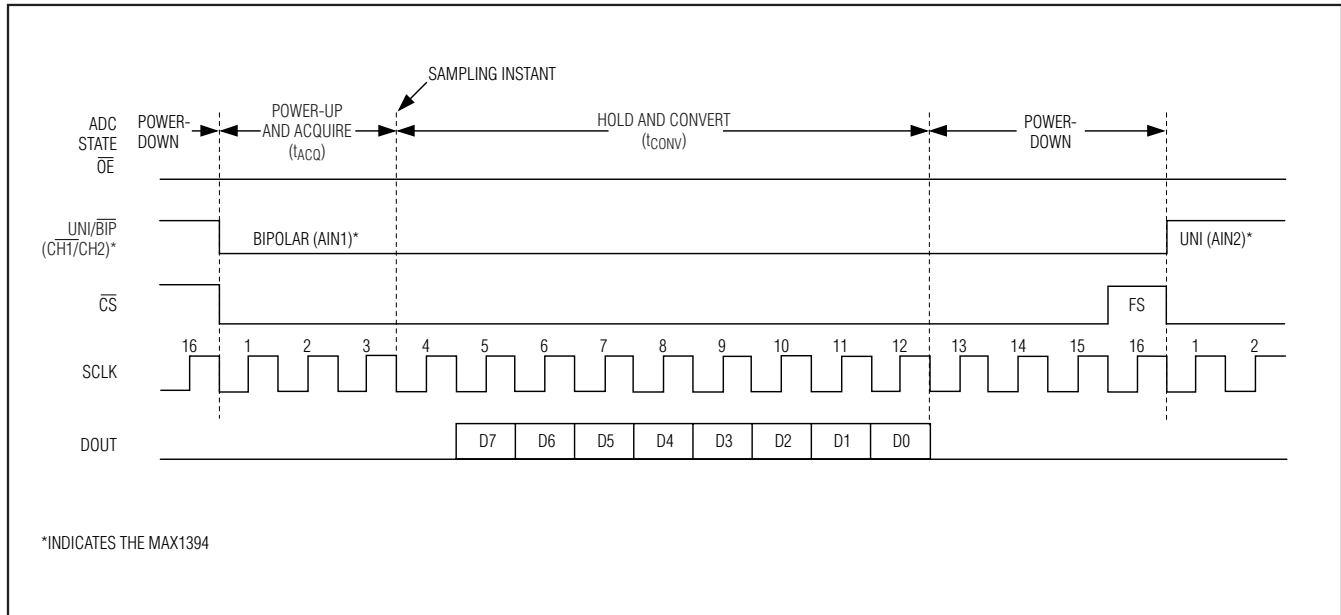 SAMPLING INSTANT
ADC
STATE
OE
POWER-
DOWN
POWER-UP
AND ACQUIRE
(tACQ)
HOLD AND CONVERT
(tCONV)
POWER-
DOWN
UNI/BIP
(CH1/CH2)*
BIPOLAR (AIN1)*
UNI (AIN2)*
CS
FS
16 1 2 3 4 5 6 7 8 9 10 11 12 13 14 15 16 1 2
SCLK
DOUT
D7 D6 D5 D4 D3 D2 D1 D0
*INDICATES THE MAX1394